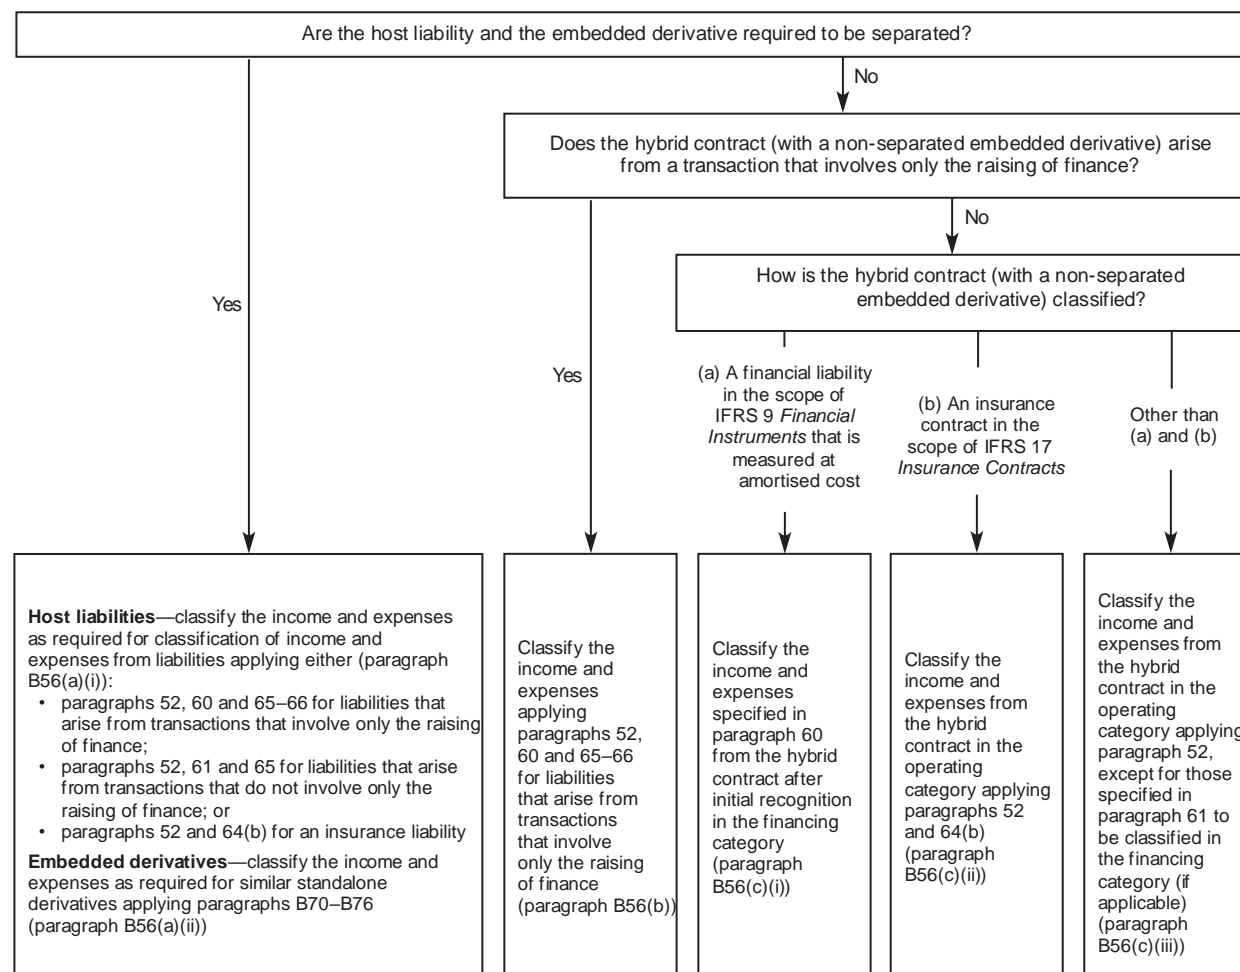 Are the host liability and the embedded derivative required to be separated?
No
Does the hybrid contract (with a non-separated embedded derivative) arise
from a transaction that involves only the raising of finance?
No
How is the hybrid contract (with a non-separated
embedded derivative) classified?
Yes
Yes
(a) A financial liability
in the scope of
IFRS 9 Financial
Instruments that is
measured at
amortised cost
(b) An insurance
contract in the
scope of IFRS 17
Insurance Contracts
Other than
(a) and (b)
Host liabilities—classify the income and expenses
as required for classification of income and
expenses from liabilities applying either (paragraph
B56(a)(i)):
• paragraphs 52, 60 and 65–66 for liabilities that
arise from transactions that involve only the raising
of finance;
• paragraphs 52, 61 and 65 for liabilities that arise
from transactions that do not involve only the
raising of finance; or
• paragraphs 52 and 64(b) for an insurance liability
Embedded derivatives—classify the income and
expenses as required for similar standalone
derivatives applying paragraphs B70–B76
(paragraph B56(a)(ii))
Classify the
income and
expenses
applying
paragraphs 52,
60 and 65–66
for liabilities
that arise from
transactions
that involve
only the raising
of finance
(paragraph B56(b))
Classify the
income and
expenses
specified in
paragraph 60
from the hybrid
contract after
initial recognition
in the financing
category
(paragraph
B56(c)(i))
Classify the
income and
expenses from
the hybrid
contract in the
operating
category applying
paragraphs 52
and 64(b)
(paragraph
B56(c)(ii))
Classify the
income and
expenses from
the hybrid
contract in the
operating
category applying
paragraph 52,
except for those
specified in
paragraph 61 to
be classified in
the financing
category (if
applicable)
(paragraph
B56(c)(iii))